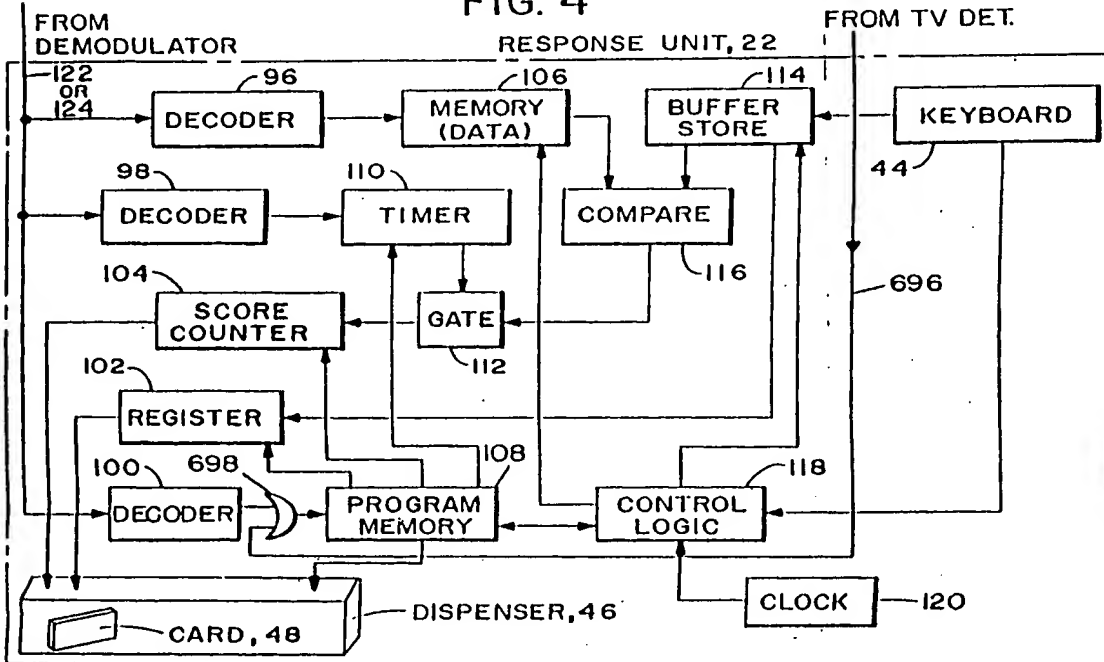 FIG. 4
FROM
DEMODULATOR
RESPONSE UNIT, 22
FROM TV DET.
122
OR
124
96
DECODER
106
MEMORY
(DATA)
114
BUFFER
STORE
KEYBOARD
44
98
DECODER
110
TIMER
COMPARE
116
696
104
SCORE
COUNTER
GATE
112
102
REGISTER
100
DECODER
698
108
PROGRAM
MEMORY
118
CONTROL
LOGIC
DISPENSER, 46
CARD, 48
CLOCK
120